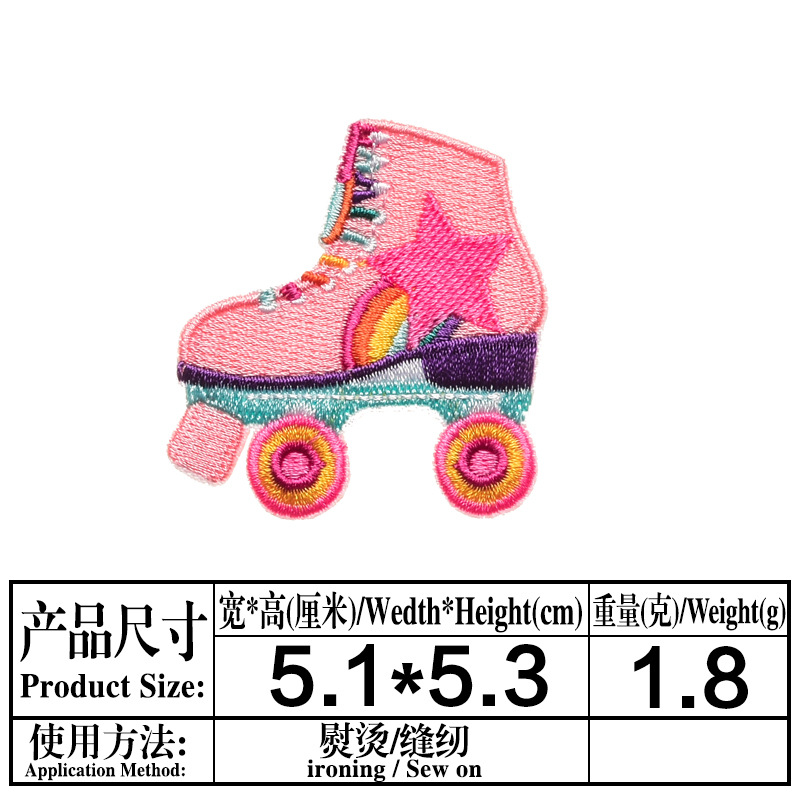 产品尺寸
Product Size:
宽*高(厘米)/Wedth*Height(cm)
重量(克)/Weight(g)
5.1*5.3
1.8
使用方法:
Application Method:
熨烫/缝纫
ironing / Sew on